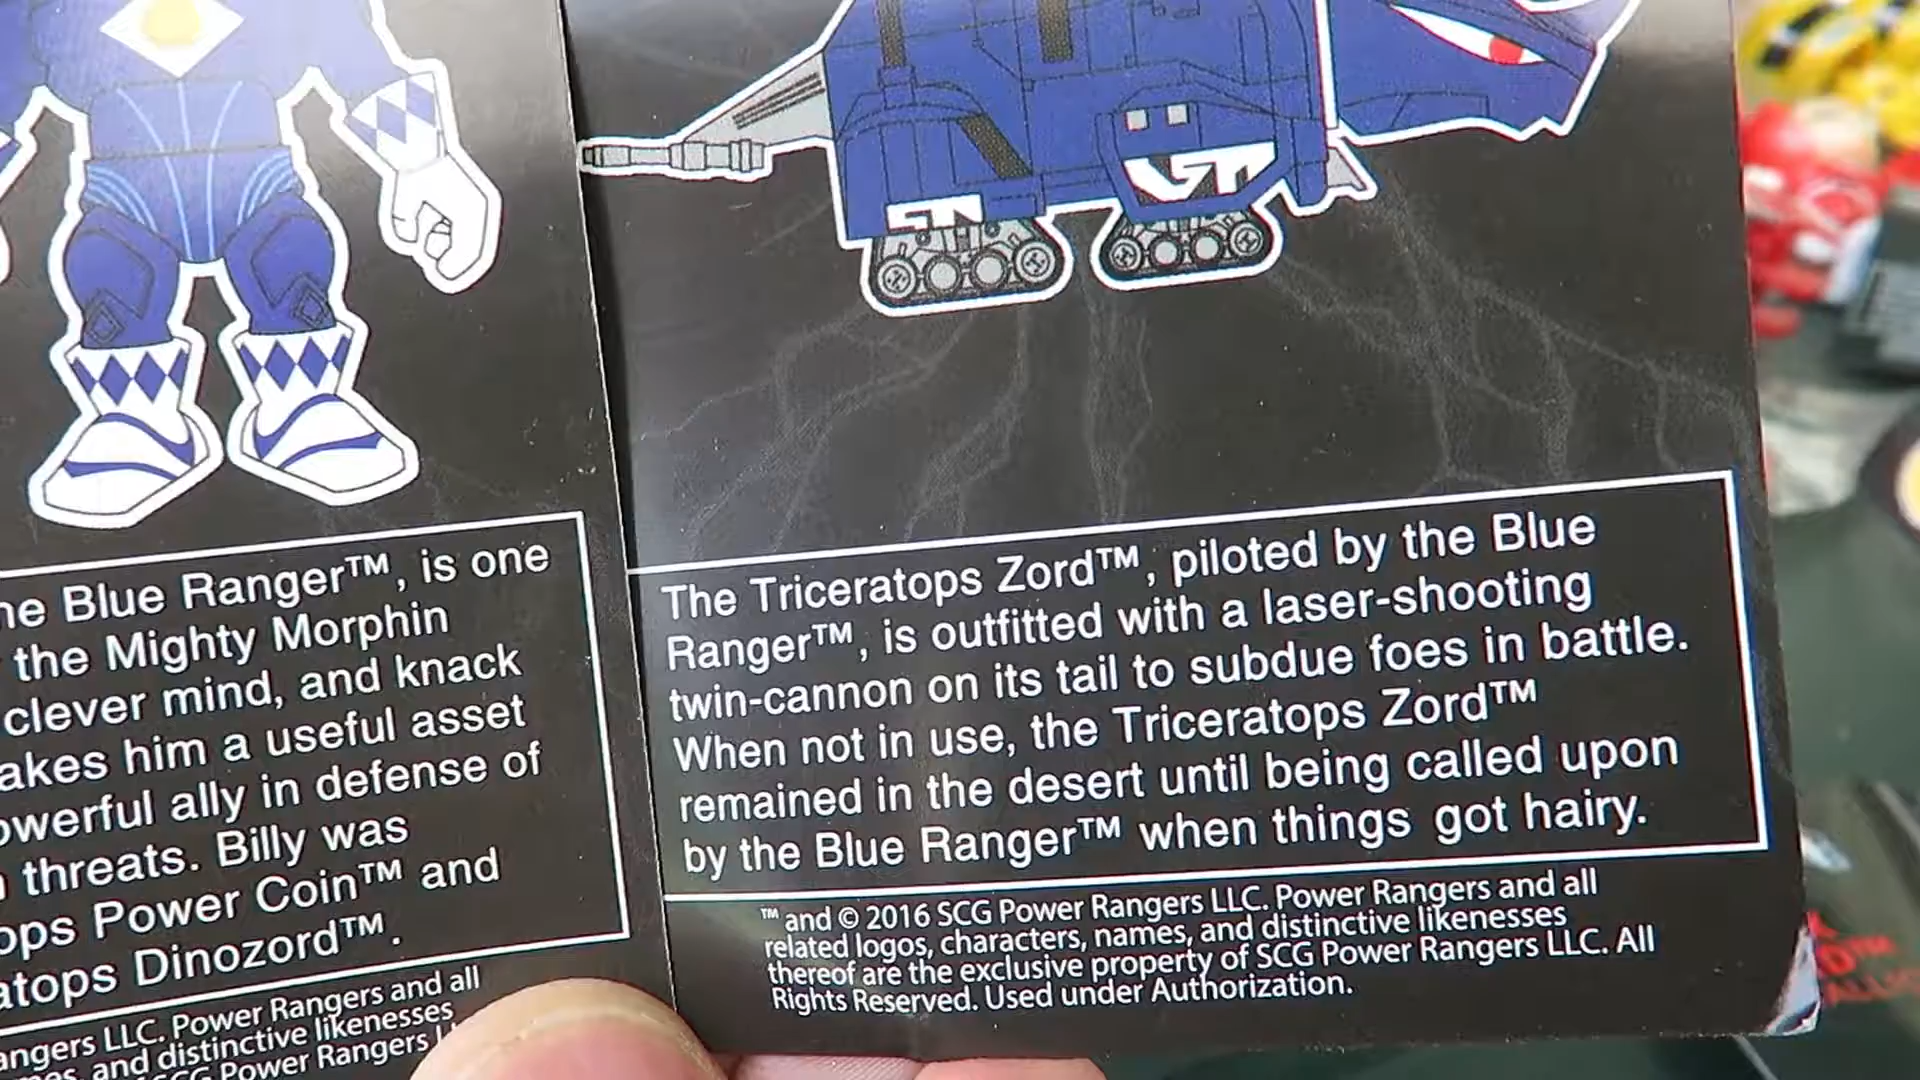 he Blue Ranger™, is one
the Mighty Morphin
clever mind, and knack
akes him a useful asset
owerful ally in defense of
threats. Billy was
ops Power Coin™ and
atops Dinozord™.
angers LLC. Power Rangers and all
and distinctive likenesses
of SCG Power Rangers
The Triceratops Zord™, piloted by the Blue
Ranger™, is outfitted with a laser-shooting
twin-cannon on its tail to subdue foes in battle.
When not in use, the Triceratops Zord™
remained in the desert until being called upon
by the Blue Ranger™ when things got hairy.
™ and © 2016 SCG Power Rangers LLC. Power Rangers and all
related logos, characters, names, and distinctive likenesses
thereof are the exclusive property of SCG Power Rangers LLC. All
Rights Reserved. Used under Authorization.